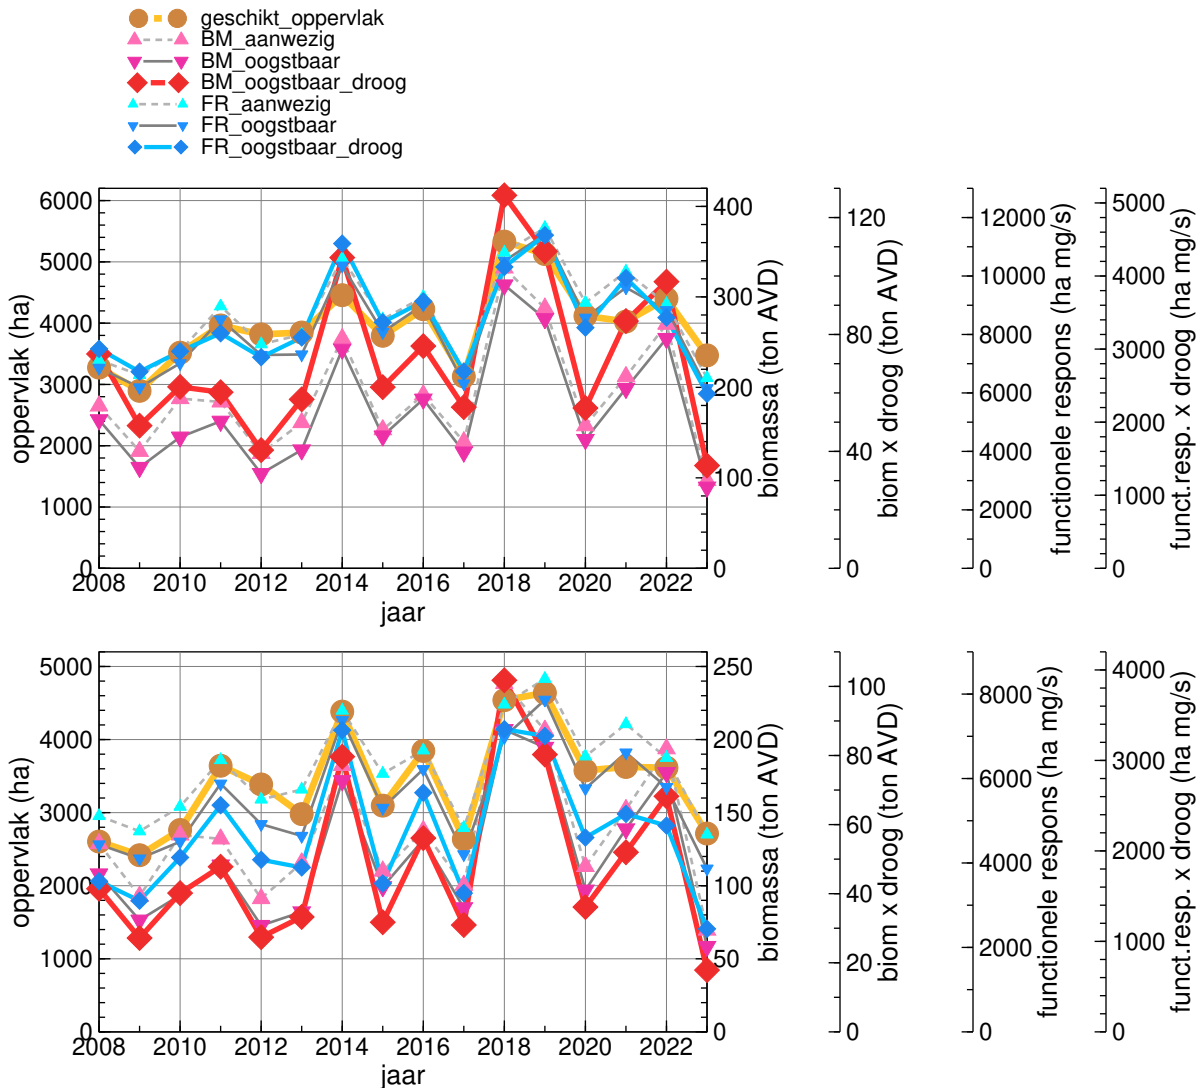 geschikt_oppervlak
BM_aanwezig
BM_oogstbaar
BM_oogstbaar_droog
FR_aanwezig
FR_oogstbaar
FR_oogstbaar_droog
oppervlak (ha)
6000
5000
4000
3000
2000
1000
0
biomassa (ton AVD)
400
300
200
100
0
biom x droog (ton AVD)
120
80
40
0
functionele respons (ha mg/s)
12000
10000
8000
6000
4000
2000
0
funct.resp. x droog (ha mg/s)
5000
4000
3000
2000
1000
0
2008 2010 2012 2014 2016 2018 2020 2022
jaar
oppervlak (ha)
5000
4000
3000
2000
1000
0
biomassa (ton AVD)
250
200
150
100
50
0
biom x droog (ton AVD)
100
80
60
40
20
0
functionele respons (ha mg/s)
8000
6000
4000
2000
0
funct.resp. x droog (ha mg/s)
4000
3000
2000
1000
0
2008 2010 2012 2014 2016 2018 2020 2022
jaar